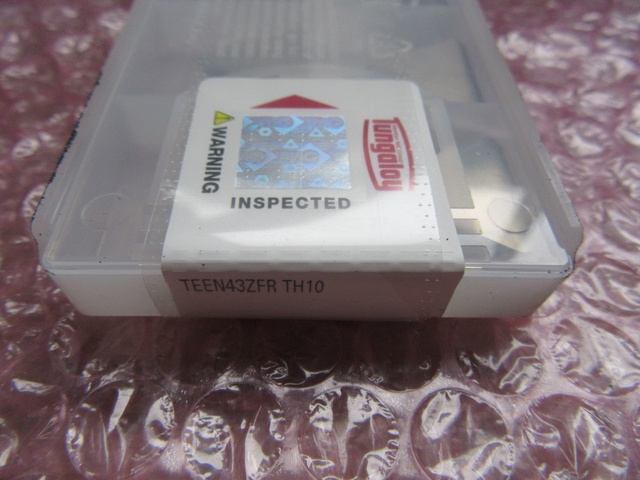 WARNING
INSPECTED
Tungaloy
TEEN43ZFR TH10